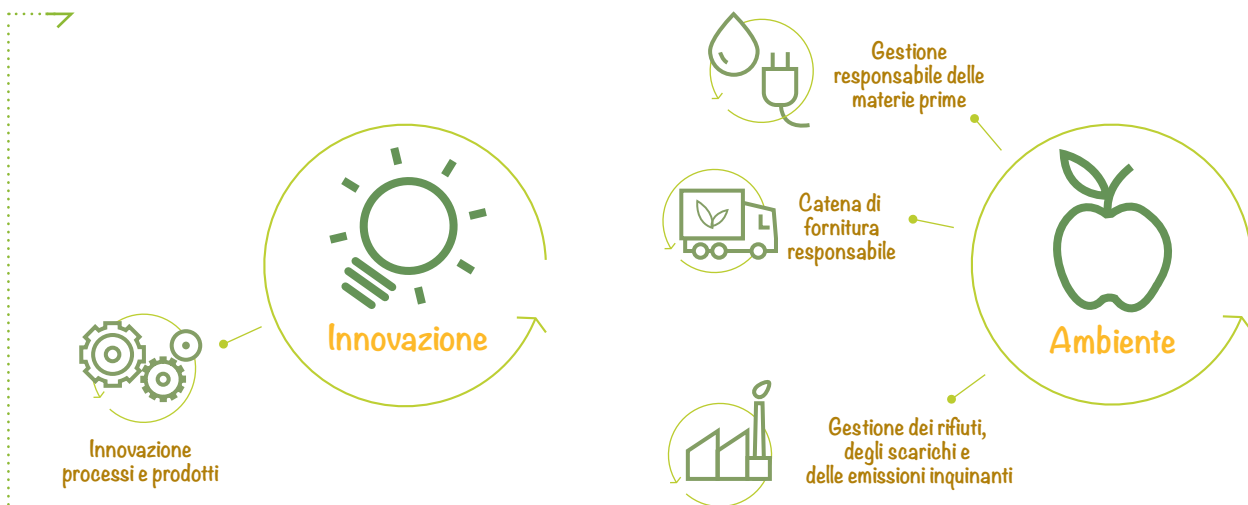 Innovazione
Innovazione
processi e prodotti
Gestione
responsabile delle
materie prime
Catena di
fornitura
responsabile
Ambiente
Gestione dei rifiuti,
degli scarichi e
delle emissioni inquinanti